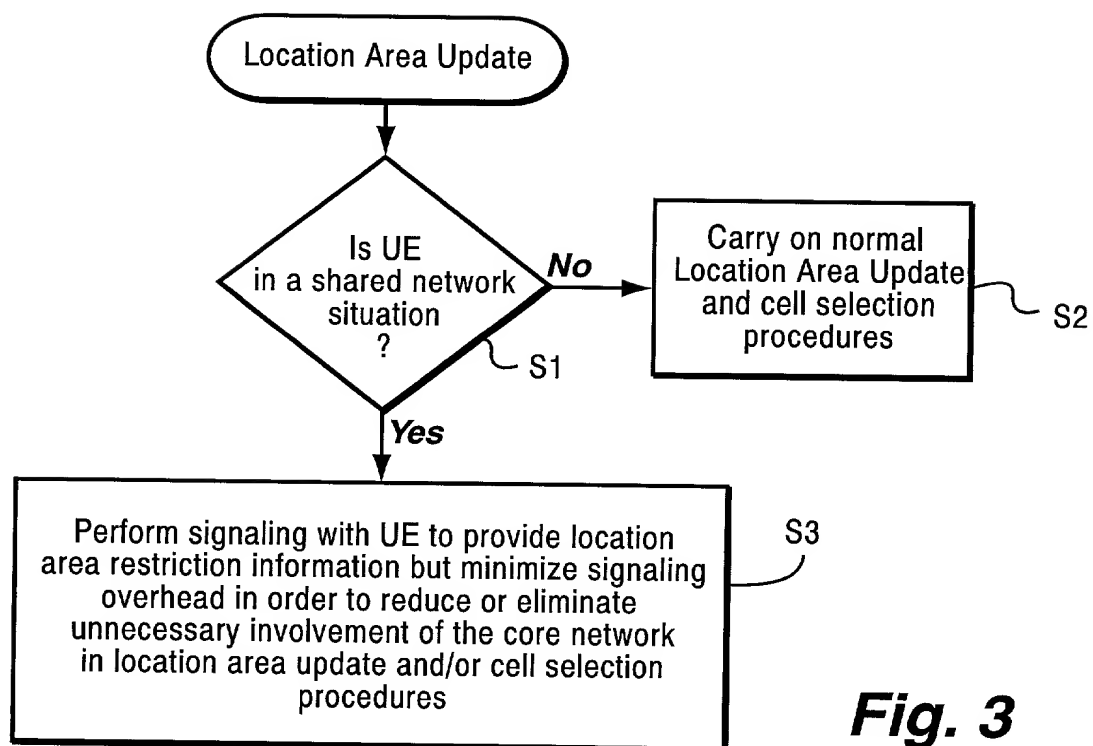 Location Area Update
Is UE
in a shared network
situation
?
No
S1
Carry on normal
Location Area Update
and cell selection
procedures
S2
Yes
Perform signaling with UE to provide location
area restriction information but minimize signaling
overhead in order to reduce or eliminate
unnecessary involvement of the core network
in location area update and/or cell selection
procedures
S3
Fig. 3